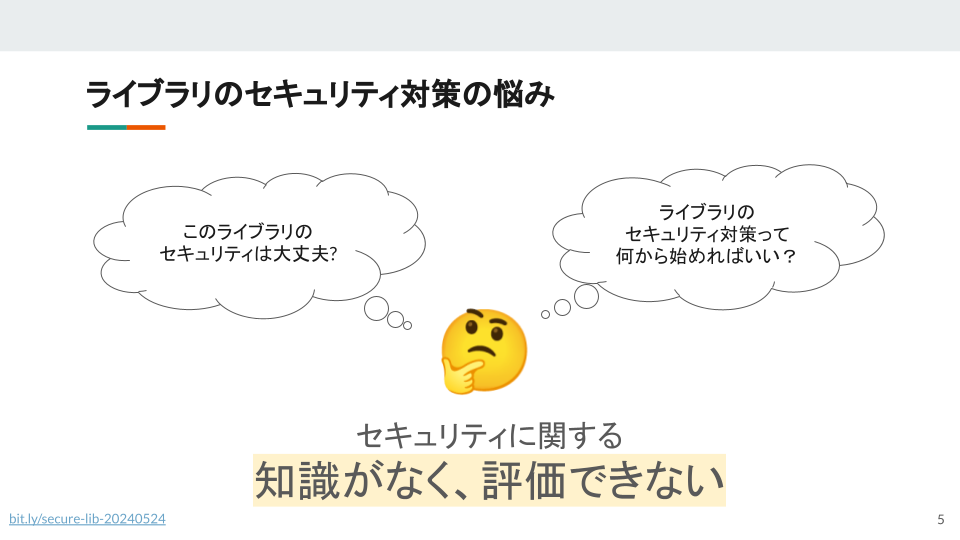 ライブラリのセキュリティ対策の悩み
このライブラリの
セキュリティは大丈夫?
ライブラリの
セキュリティ対策って
何から始めればいい？
セキュリティに関する
知識がなく、評価できない
bit.ly/secure-lib-20240524
5